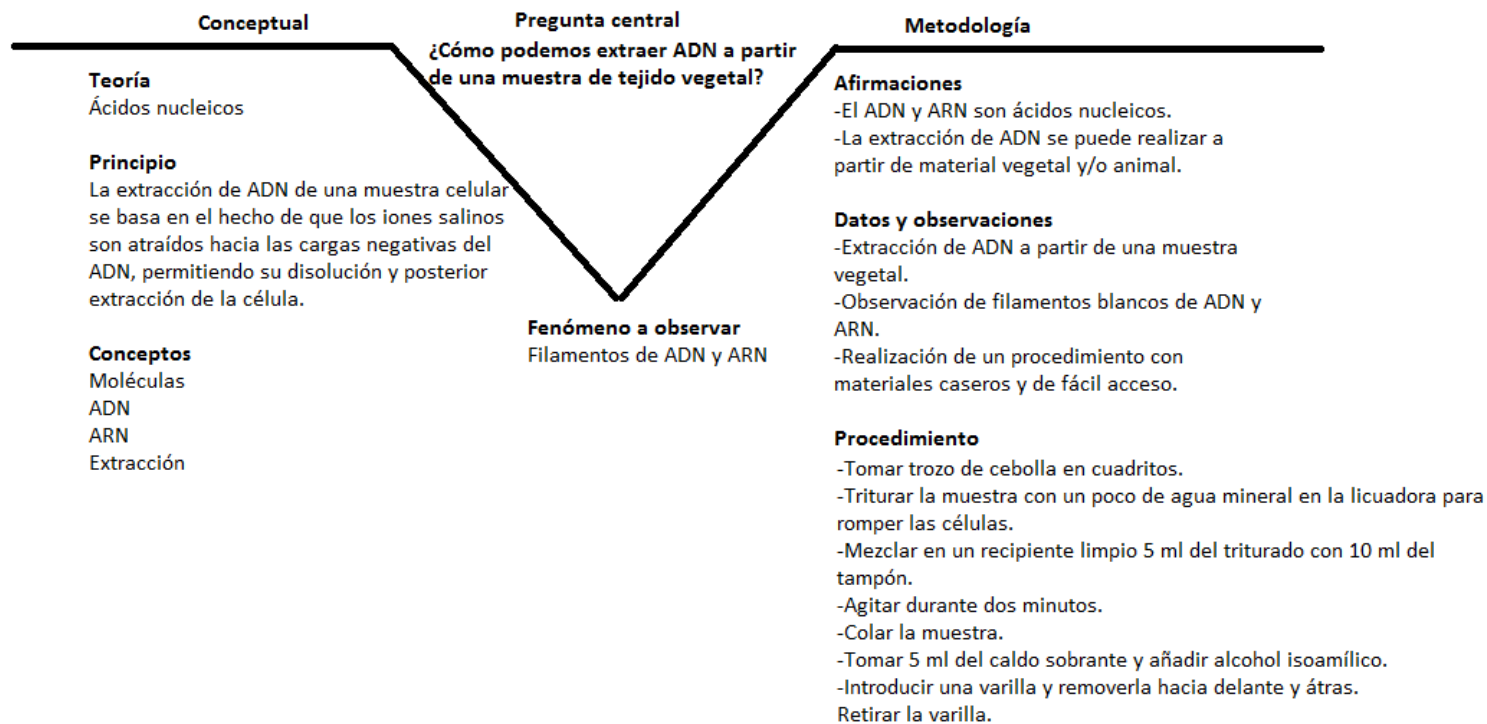 Conceptual
Teoría
Ácidos nucleicos
Principio
La extracción de ADN de una muestra celular
se basa en el hecho de que los iones salinos
son atraídos hacia las cargas negativas del
ADN, permitiendo su disolución y posterior
extracción de la célula.
Conceptos
Moléculas
ADN
ARN
Extracción
Pregunta central
¿Cómo podemos extraer ADN a partir
de una muestra de tejido vegetal?
Fenómeno a observar
Filamentos de ADN y ARN
Metodología
Afirmaciones
-El ADN y ARN son ácidos nucleicos.
-La extracción de ADN se puede realizar a
partir de material vegetal y/o animal.
Datos y observaciones
-Extracción de ADN a partir de una muestra
vegetal.
-Observación de filamentos blancos de ADN y
ARN.
-Realización de un procedimiento con
materiales caseros y de fácil acceso.
Procedimiento
-Tomar trozo de cebolla en cuadritos.
-Triturar la muestra con un poco de agua mineral en la licuadora para
romper las células.
-Mezclar en un recipiente limpio 5 ml del triturado con 10 ml del
tampón.
-Agitar durante dos minutos.
-Colar la muestra.
-Tomar 5 ml del caldo sobrante y añadir alcohol isoamílico.
-Introducir una varilla y removerla hacia delante y átras.
Retirar la varilla.